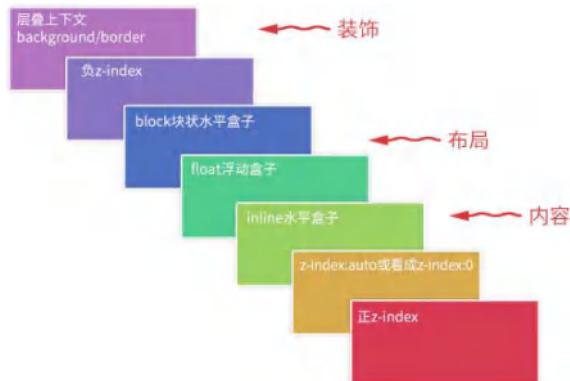 层叠上下文
background/border
装饰
负z-index
block块状水平盒子
布局
float浮动盒子
inline水平盒子
内容
z-index:auto或看成z-index:0
正z-index